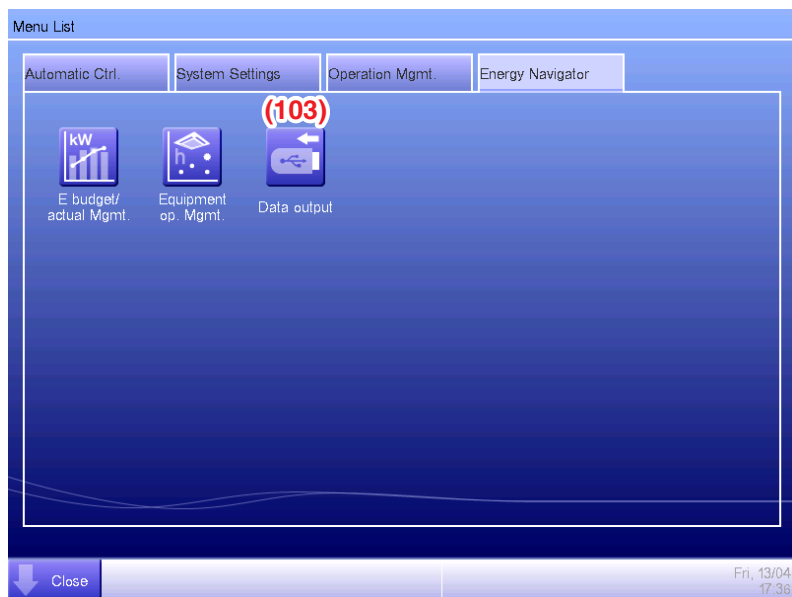 Menu List
Automatic Ctrl.
System Settings
Operation Mgmt.
Energy Navigator
(103)
kW
h
E budget/
actual Mgmt.
Equipment
op. Mgmt.
Data output
Close
Fri, 13/04
17:36